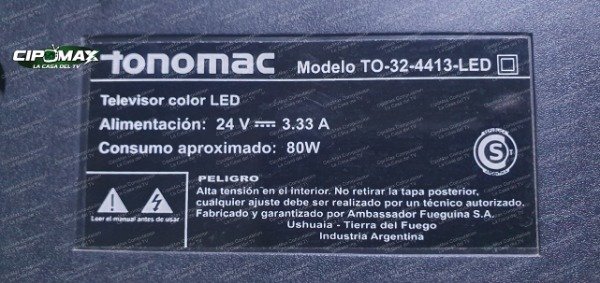 CIPOMAX
LA CASA DEL TV
tonomac Modelo TO-32-4413-LED
Televisor color LED
Alimentación: 24 V 3.33 A
Consumo aproximado: 80W
S
PELIGRO
Alta tensión en el interior. No retirar la tapa posterior,
cualquier ajuste debe ser realizado por un técnico autorizado.
Fabricado y garantizado por Ambassador Fueguina S.A.
Ushuaia - Tierra del Fuego
Industria Argentina
Leer el manual antes de usar